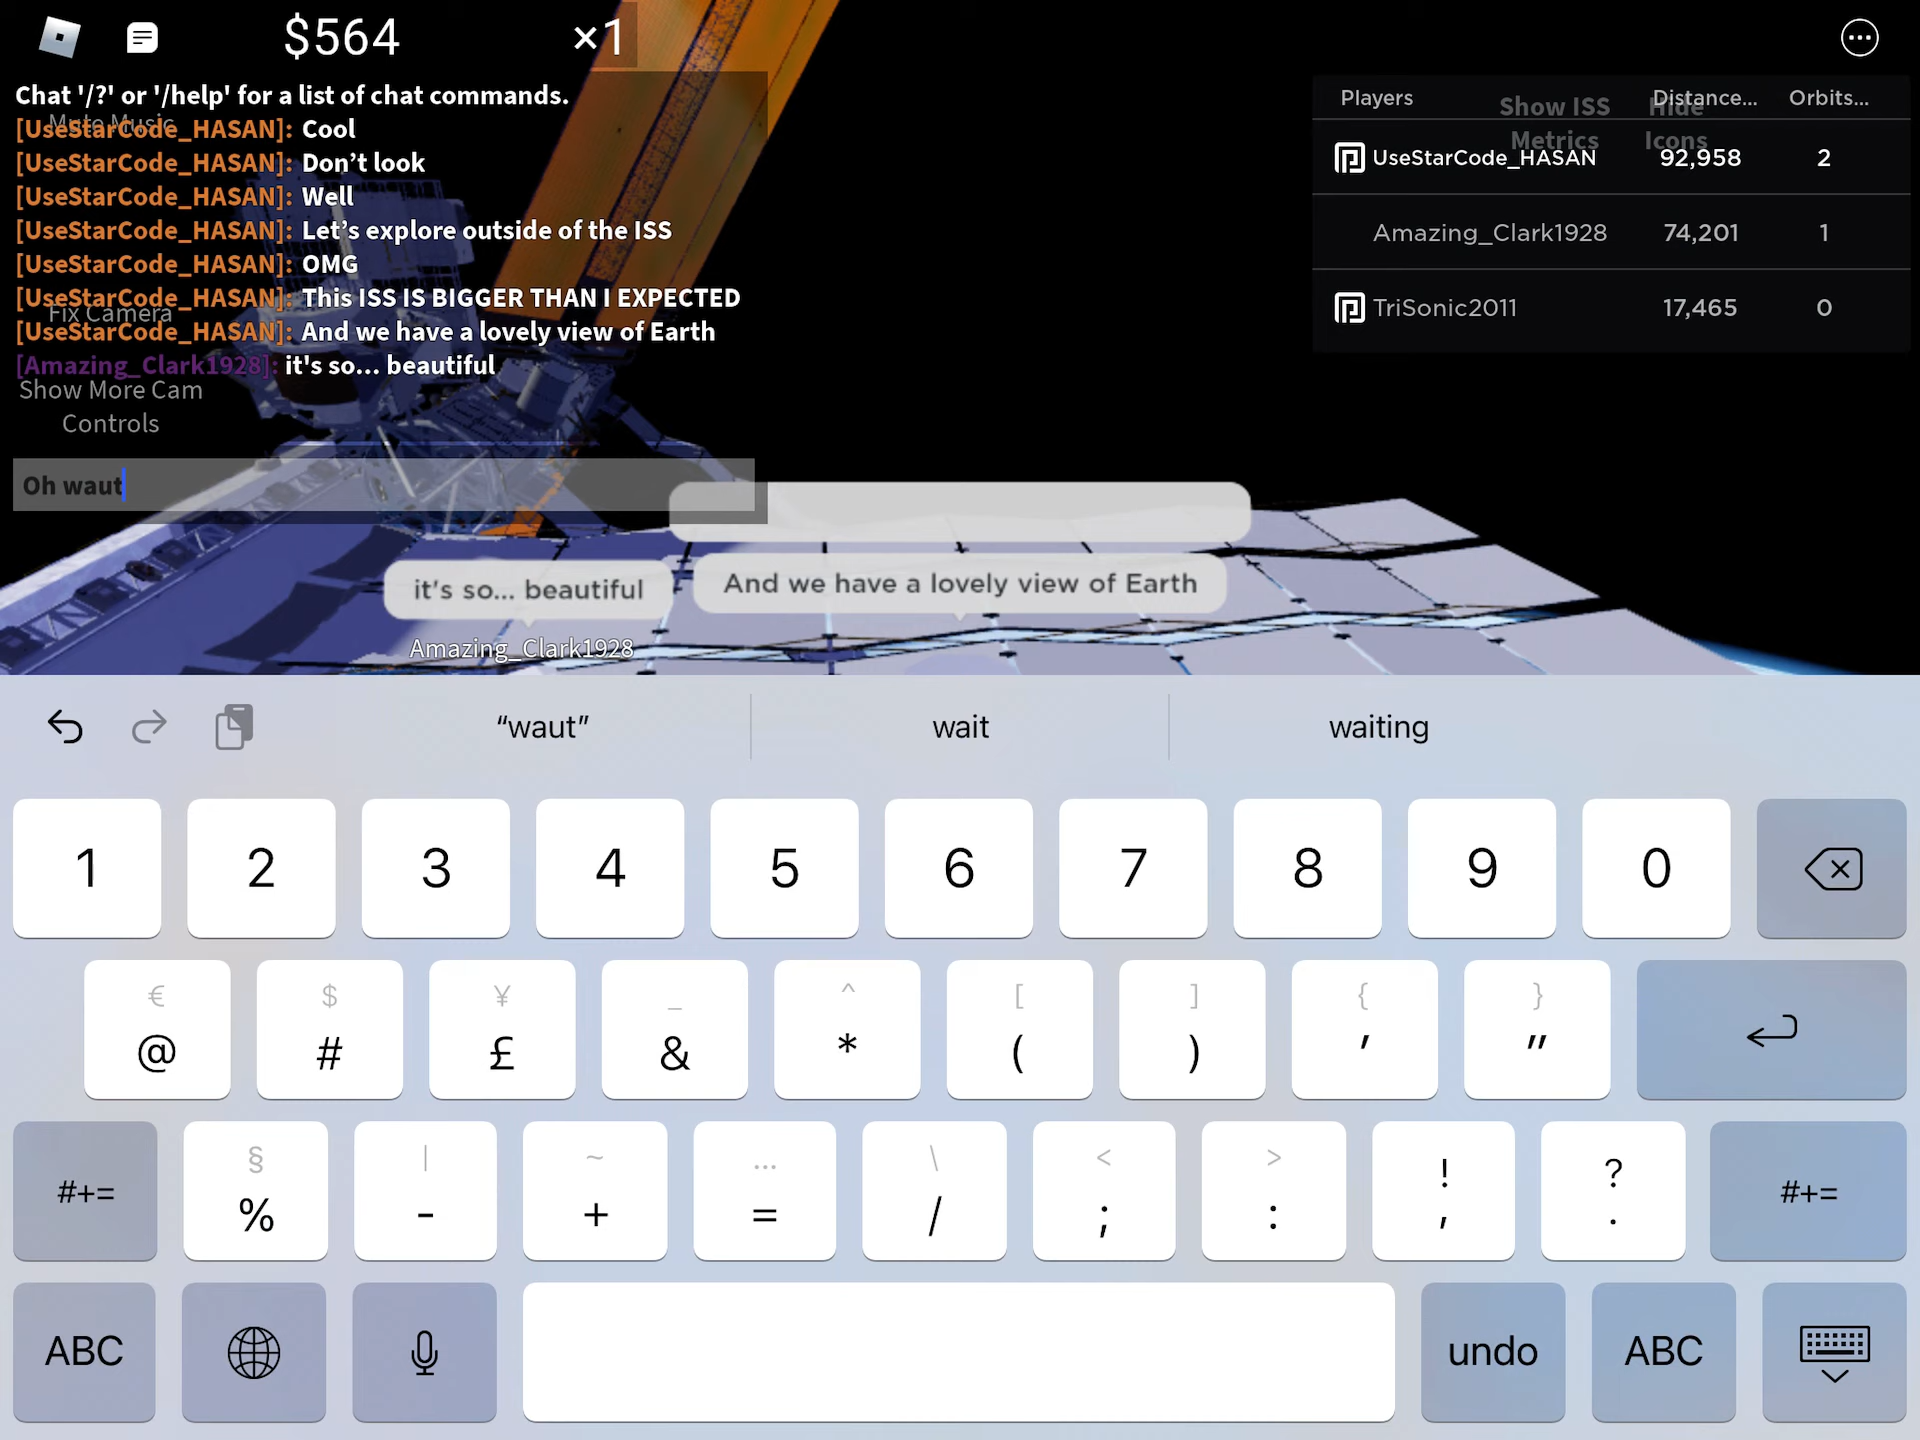 $564
×1
Chat '/?' or '/help' for a list of chat commands.
Mute Music
[UseStarCode_HASAN]: Cool
[UseStarCode_HASAN]: Don’t look
[UseStarCode_HASAN]: Well
[UseStarCode_HASAN]: Let’s explore outside of the ISS
[UseStarCode_HASAN]: OMG
[UseStarCode_HASAN]: This ISS IS BIGGER THAN I EXPECTED
Fix Camera
[UseStarCode_HASAN]: And we have a lovely view of Earth
[Amazing_Clark1928]: it's so... beautiful
Show More Cam
Controls
Oh waut
Players Distance... Orbits...
Show ISS
Metrics
Hide
Icons
UseStarCode_HASAN 92,958 2
Amazing_Clark1928 74,201 1
TriSonic2011 17,465 0
it's so... beautiful
And we have a lovely view of Earth
Amazing_Clark1928
“waut” wait waiting
1 2 3 4 5 6 7 8 9 0
€ $ ¥ _ ^ [ ] { }
@ # £ & * ( ) ' "
§ | ~ … \ < > ! ?
#+= % - + = / ; : , . #+=
ABC undo ABC